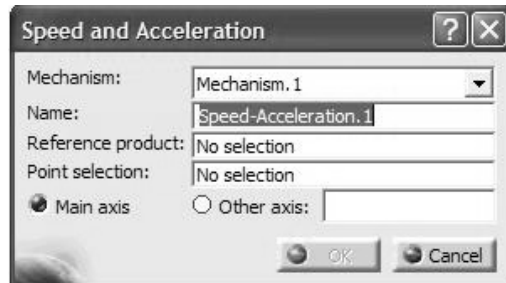 Speed and Acceleration
Mechanism: Mechanism.1
Name: Speed-Acceleration.1
Reference product: No selection
Point selection: No selection
Main axis Other axis:
OK Cancel